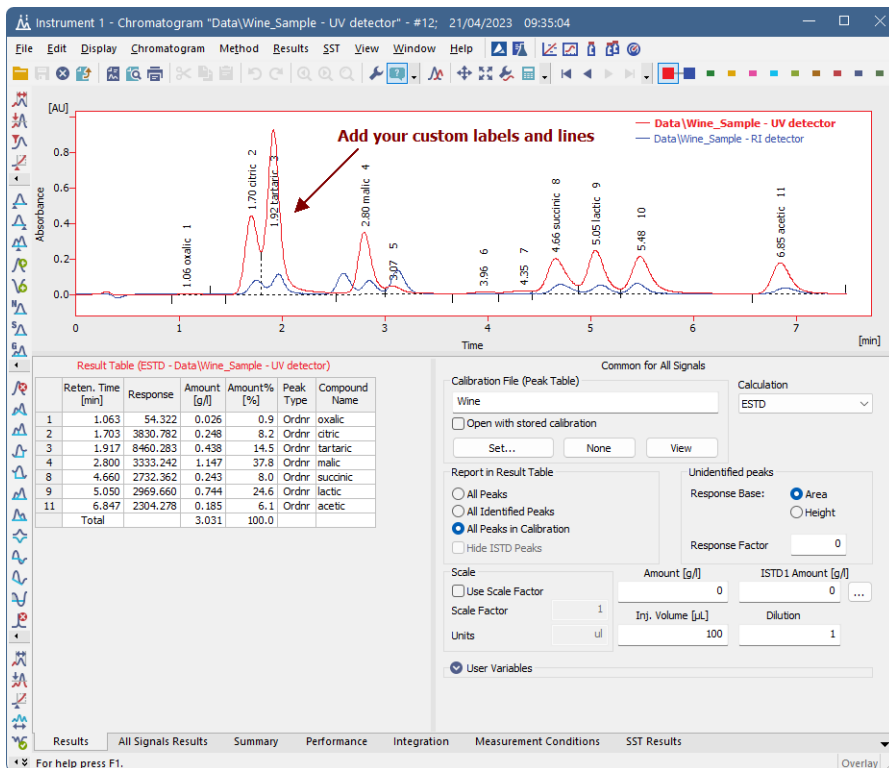 Instrument 1 - Chromatogram "Data\Wine_Sample - UV detector" - #12; 21/04/2023 09:35:04
File Edit Display Chromatogram Method Results SST View Window Help
[AU]
Absorbance
0.8
0.6
0.4
0.2
0.0
Add your custom labels and lines
Data\Wine_Sample - UV detector
Data\Wine_Sample - RI detector
1.06 oxalic 1
1.70 citric 2
1.92 tartaric 3
2.80 malic 4
3.07 5
3.96 6
4.35 7
4.66 succinic 8
5.05 lactic 9
5.48 10
6.85 acetic 11
0 1 2 3 4 5 6 7
Time
[min]
Result Table (ESTD - Data\Wine_Sample - UV detector)
Reten. Time [min] Response Amount [g/l] Amount% [%] Peak Type Compound Name
1 1.063 54.322 0.026 0.9 Ordnr oxalic
2 1.703 3830.782 0.248 8.2 Ordnr citric
3 1.917 8460.283 0.438 14.5 Ordnr tartaric
4 2.800 3333.242 1.147 37.8 Ordnr malic
8 4.660 2732.362 0.243 8.0 Ordnr succinic
9 5.050 2969.660 0.744 24.6 Ordnr lactic
11 6.847 2304.278 0.185 6.1 Ordnr acetic
Total 3.031 100.0
Common for All Signals
Calibration File (Peak Table)
Wine
Open with stored calibration
Set... None View
Calculation
ESTD
Report in Result Table
All Peaks
All Identified Peaks
All Peaks in Calibration
Hide ISTD Peaks
Unidentified peaks
Response Base: Area
Height
Response Factor 0
Scale
Use Scale Factor
Scale Factor 1
Units ul
Amount [g/l] ISTD1 Amount [g/l]
0 0 ...
Inj. Volume [µL] Dilution
100 1
User Variables
Results All Signals Results Summary Performance Integration Measurement Conditions SST Results
For help press F1. Overlay